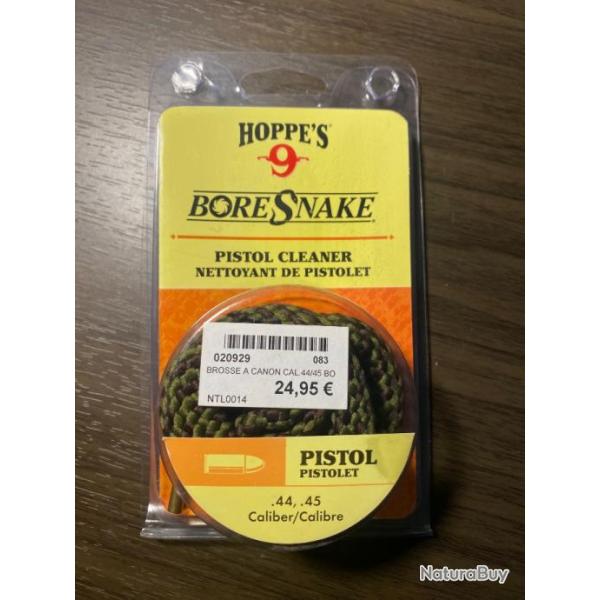 HOPPE'S
9
BORESNAKE
PISTOL CLEANER
NETTOYANT DE PISTOLET
020929 083
BROSSE A CANON CAL 44/45 BO
24,95 €
NTL0014
PISTOL
PISTOLET
.44, .45
Caliber/Calibre
NaturaBuy